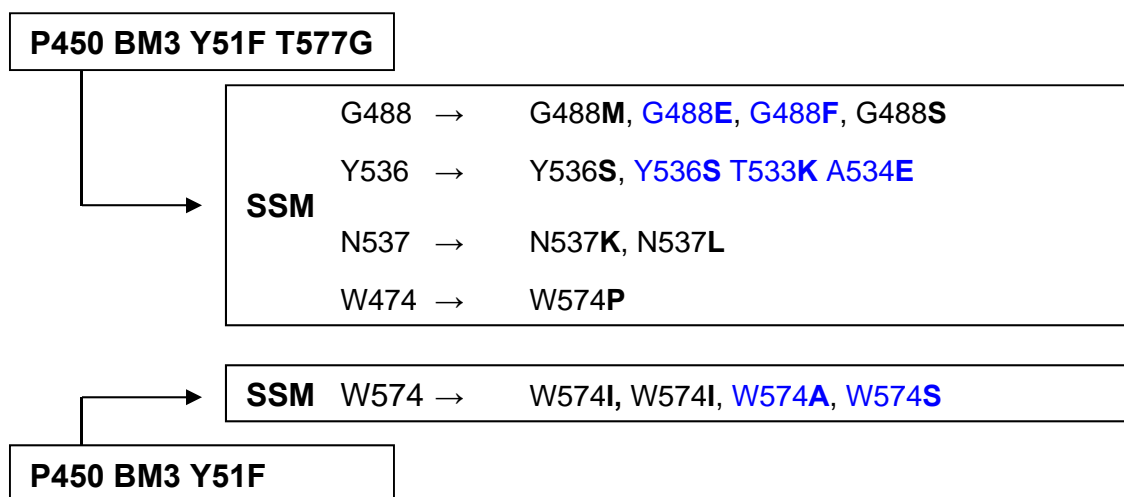 P450 BM3 Y51F T577G
G488 → G488M, G488E, G488F, G488S
Y536 → Y536S, Y536S T533K A534E
SSM
N537 → N537K, N537L
W474 → W574P
SSM W574 → W574I, W574I, W574A, W574S
P450 BM3 Y51F